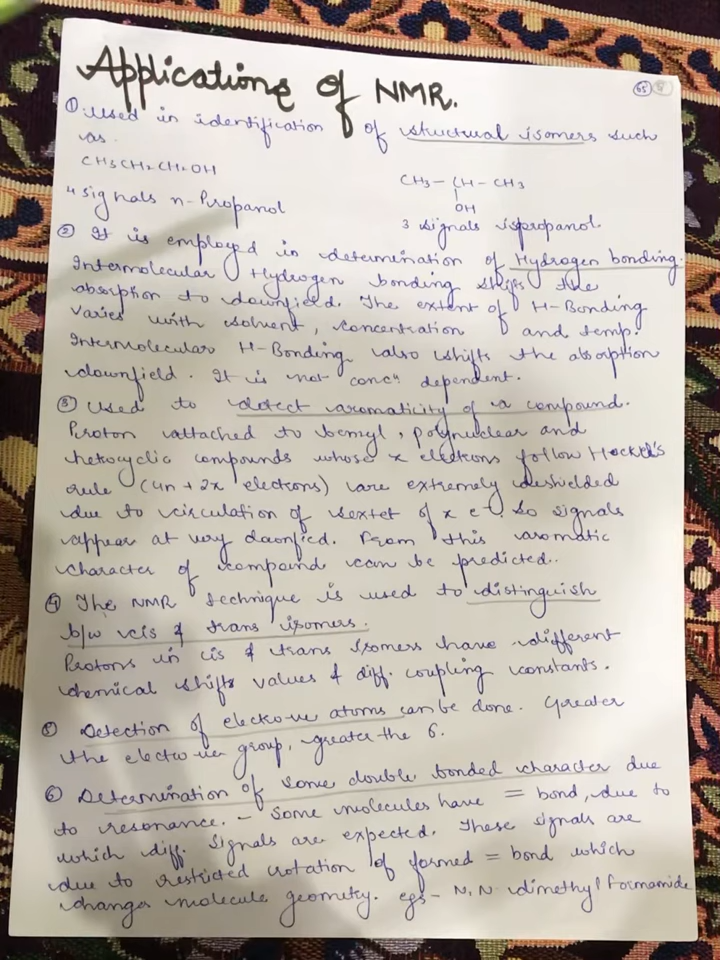 Applications of NMR.
65
① Used in identification of structural isomers such
as.
CH3CH2CH2OH
4 signals n-Propanol
CH3 - CH - CH3
OH
3 signals ispropanol
② It is employed in determination of Hydrogen bonding.
Intermolecular Hydrogen bonding shifts the
absorption to downfield. The extent of H-Bonding
varies with solvent, concentration and temp.
Intermolecular H-Bonding also shifts the absorption
downfield. It is not concⁿ dependent.
③ Used to detect aromaticity of a compound.
Proton attached to benzyl, polynuclear and
hetocyclic compounds whose x electrons follow Hockel's
rule (4n+2x electrons) are extremely deshielded
due to circulation of sextet of x e-. So signals
appear at very daonfied. From this aromatic
character of compound can be predicted..
④ The NMR technique is used to distinguish
b/w cis & trans isomers.
Protons in cis & trans Isomers have different
chemical shifts values & diff. coupling constants.
⑤ Detection of electro-ve atoms can be done. Greater
the electro-ve group, greater the 6.
⑥ Determination of some double bonded character due
to resonance. - Some molecules have = bond, due to
which diff. signals are expected. These signals are
due to restricted rotation of formed = bond which
changes molecule geometry. egs - N,N dimethyl formamide